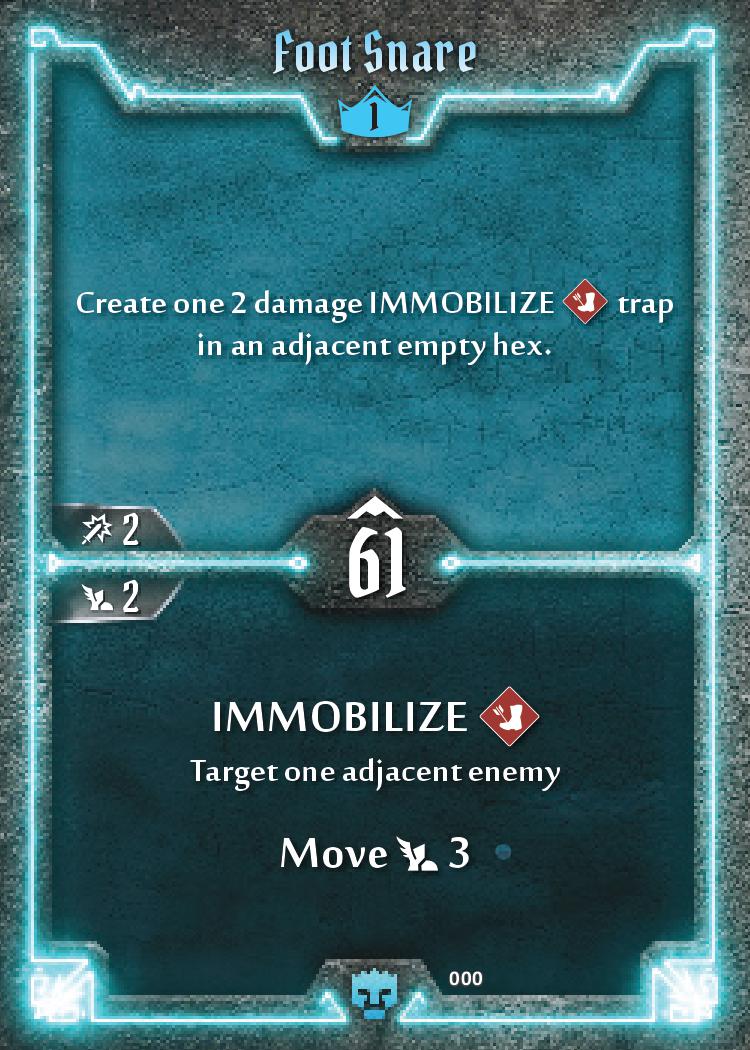 Foot Snare
1
Create one 2 damage IMMOBILIZE trap
in an adjacent empty hex.
2
61
2
IMMOBILIZE
Target one adjacent enemy
Move 3
000